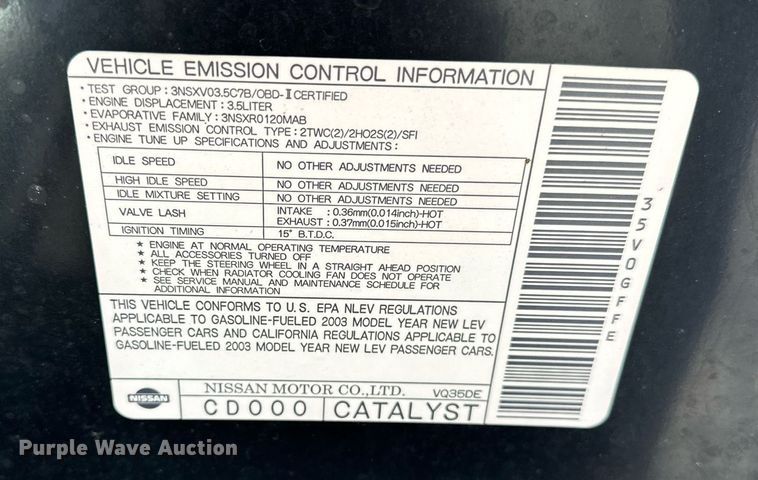 VEHICLE EMISSION CONTROL INFORMATION
・TEST GROUP : 3NSXV03.5C7B/OBD-Ⅱ CERTIFIED
・ENGINE DISPLACEMENT : 3.5LITER
・EVAPORATIVE FAMILY : 3NSXR0120MAB
・EXHAUST EMISSION CONTROL TYPE : 2TWC(2)/2HO2S(2)/SFI
・ENGINE TUNE UP SPECIFICATIONS AND ADJUSTMENTS:
IDLE SPEED NO OTHER ADJUSTMENTS NEEDED
HIGH IDLE SPEED NO OTHER ADJUSTMENTS NEEDED
IDLE MIXTURE SETTING NO OTHER ADJUSTMENTS NEEDED
VALVE LASH INTAKE : 0.36mm(0.014inch)-HOT
EXHAUST : 0.37mm(0.015inch)-HOT
IGNITION TIMING 15° B.T.D.C.
★ ENGINE AT NORMAL OPERATING TEMPERATURE
★ ALL ACCESSORIES TURNED OFF
★ KEEP THE STEERING WHEEL IN A STRAIGHT AHEAD POSITION
★ CHECK WHEN RADIATOR COOLING FAN DOES NOT OPERATE
★ SEE SERVICE MANUAL AND MAINTENANCE SCHEDULE FOR
ADDITIONAL INFORMATION
THIS VEHICLE CONFORMS TO U.S. EPA NLEV REGULATIONS
APPLICABLE TO GASOLINE-FUELED 2003 MODEL YEAR NEW LEV
PASSENGER CARS AND CALIFORNIA REGULATIONS APPLICABLE TO
GASOLINE-FUELED 2003 MODEL YEAR NEW LEV PASSENGER CARS.
NISSAN
NISSAN MOTOR CO.,LTD. VQ35DE
CD000 CATALYST
35V0GFFE
Purple Wave Auction